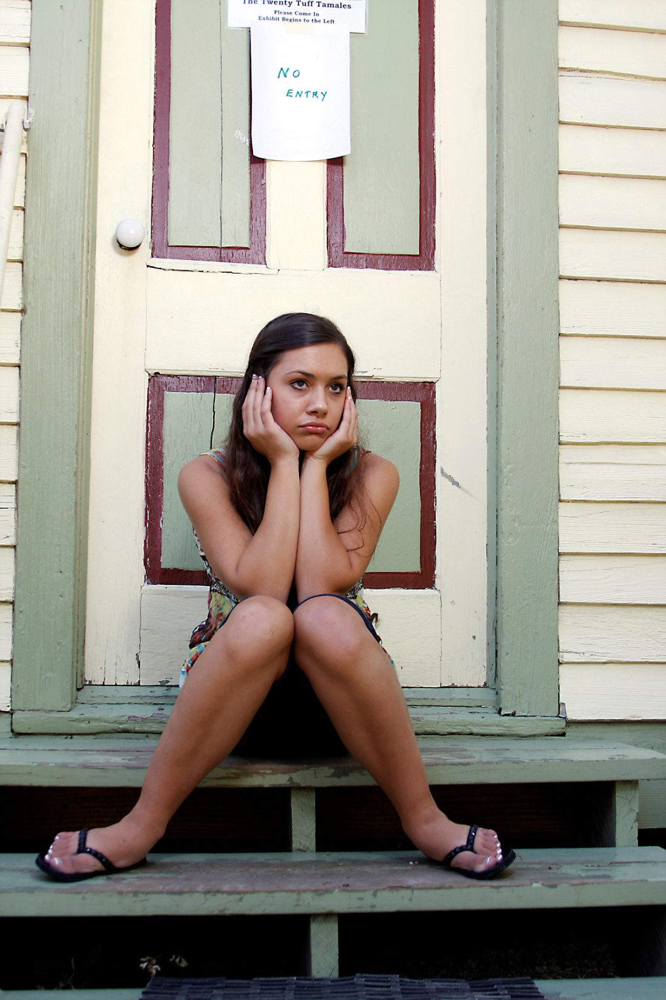 The Twenty Tuff Tamales
Please Come In
Exhibit Begins to the Left
NO
ENTRY